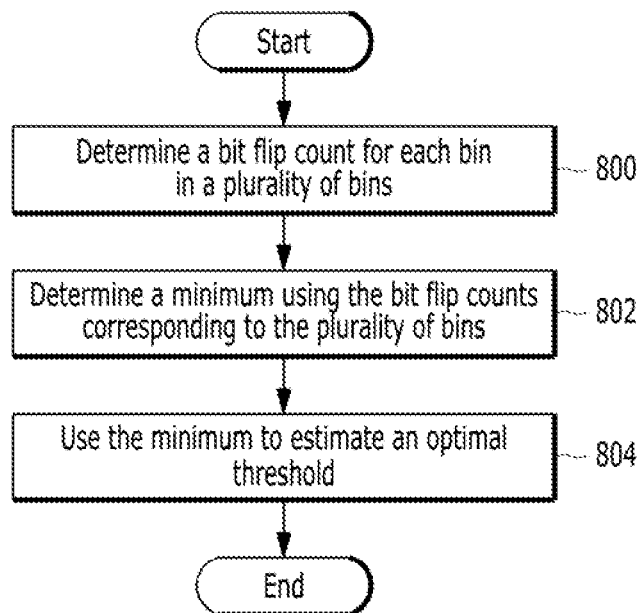 Start
Determine a bit flip count for each bin
in a plurality of bins
800
Determine a minimum using the bit flip counts
corresponding to the plurality of bins
802
Use the minimum to estimate an optimal
threshold
804
End